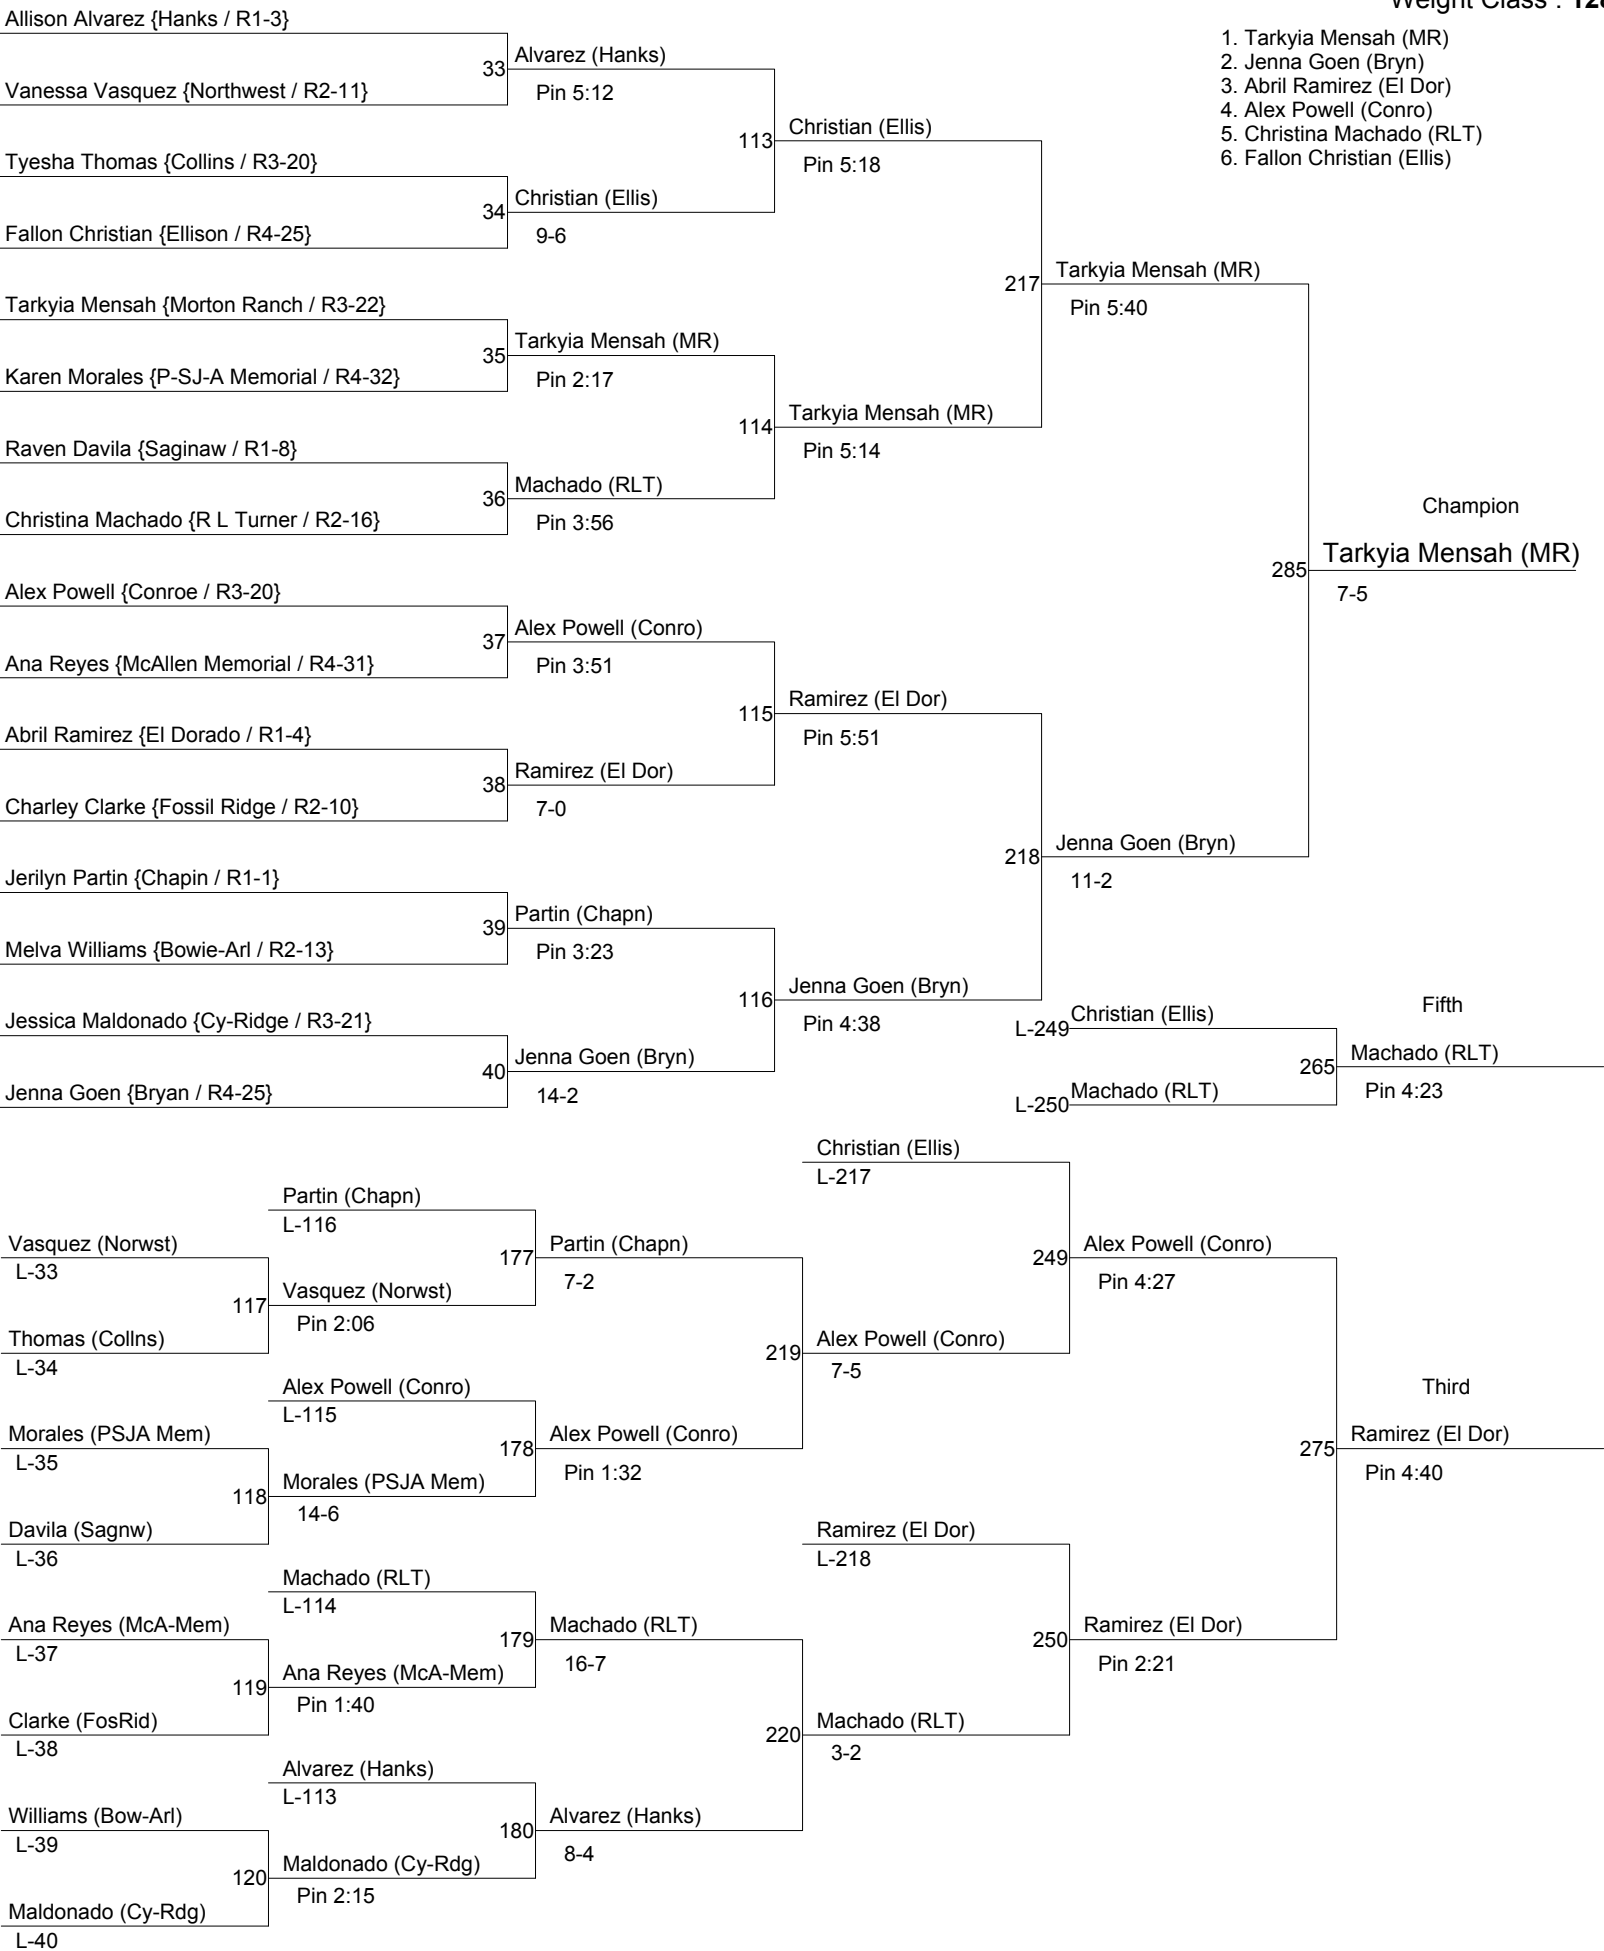 Allison Alvarez {Hanks / R1-3}
Weight Class :
1. Tarkyia Mensah (MR)
2. Jenna Goen (Bryn)
3. Abril Ramirez (El Dor)
4. Alex Powell (Conro)
5. Christina Machado (RLT)
6. Fallon Christian (Ellis)
33 Alvarez (Hanks)
Pin 5:12
Vanessa Vasquez {Northwest / R2-11}
113 Christian (Ellis)
Pin 5:18
Tyesha Thomas {Collins / R3-20}
34 Christian (Ellis)
9-6
Fallon Christian {Ellison / R4-25}
217 Tarkyia Mensah (MR)
Pin 5:40
Tarkyia Mensah {Morton Ranch / R3-22}
35 Tarkyia Mensah (MR)
Pin 2:17
Karen Morales {P-SJ-A Memorial / R4-32}
114 Tarkyia Mensah (MR)
Pin 5:14
Raven Davila {Saginaw / R1-8}
36 Machado (RLT)
Pin 3:56
Christina Machado {R L Turner / R2-16}
Champion
285 Tarkyia Mensah (MR)
7-5
Alex Powell {Conroe / R3-20}
37 Alex Powell (Conro)
Pin 3:51
Ana Reyes {McAllen Memorial / R4-31}
115 Ramirez (El Dor)
Pin 5:51
Abril Ramirez {El Dorado / R1-4}
38 Ramirez (El Dor)
7-0
Charley Clarke {Fossil Ridge / R2-10}
218 Jenna Goen (Bryn)
11-2
Jerilyn Partin {Chapin / R1-1}
39 Partin (Chapn)
Pin 3:23
Melva Williams {Bowie-Arl / R2-13}
116 Jenna Goen (Bryn)
Pin 4:38
Jessica Maldonado {Cy-Ridge / R3-21}
40 Jenna Goen (Bryn)
14-2
Jenna Goen {Bryan / R4-25}
Fifth
L-249 Christian (Ellis)
265 Machado (RLT)
Pin 4:23
L-250 Machado (RLT)
Christian (Ellis)
L-217
Partin (Chapn)
L-116
Vasquez (Norwst)
L-33
177 Partin (Chapn)
7-2
249 Alex Powell (Conro)
Pin 4:27
117 Vasquez (Norwst)
Pin 2:06
Thomas (Collns)
L-34
219 Alex Powell (Conro)
7-5
Alex Powell (Conro)
L-115
Third
Morales (PSJA Mem)
L-35
178 Alex Powell (Conro)
Pin 1:32
275 Ramirez (El Dor)
Pin 4:40
118 Morales (PSJA Mem)
14-6
Davila (Sagnw)
L-36
Ramirez (El Dor)
L-218
Machado (RLT)
L-114
Ana Reyes (McA-Mem)
L-37
179 Machado (RLT)
16-7
250 Ramirez (El Dor)
Pin 2:21
119 Ana Reyes (McA-Mem)
Pin 1:40
Clarke (FosRid)
L-38
220 Machado (RLT)
3-2
Alvarez (Hanks)
L-113
Williams (Bow-Arl)
L-39
180 Alvarez (Hanks)
8-4
120 Maldonado (Cy-Rdg)
Pin 2:15
Maldonado (Cy-Rdg)
L-40